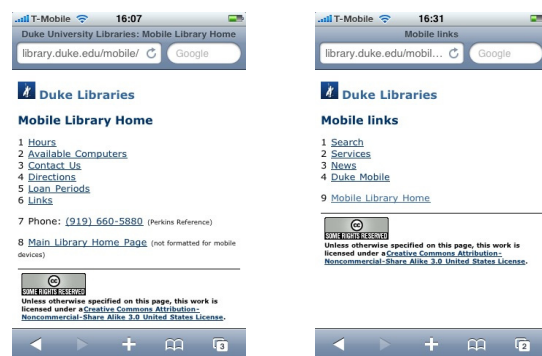 T-Mobile 16:07
Duke University Libraries: Mobile Library Home
library.duke.edu/mobile/ Google
Duke Libraries
Mobile Library Home
1 Hours
2 Available Computers
3 Contact Us
4 Directions
5 Loan Periods
6 Links
7 Phone: (919) 660-5880 (Perkins Reference)
8 Main Library Home Page (not formatted for mobile
devices)
cc
SOME RIGHTS RESERVED
Unless otherwise specified on this page, this work is
licensed under a Creative Commons Attribution-
Noncommercial-Share Alike 3.0 United States License.
3
T-Mobile 16:31
Mobile links
library.duke.edu/mobil... Google
Duke Libraries
Mobile links
1 Search
2 Services
3 News
4 Duke Mobile
9 Mobile Library Home
cc
SOME RIGHTS RESERVED
Unless otherwise specified on this page, this work is
licensed under a Creative Commons Attribution-
Noncommercial-Share Alike 3.0 United States License.
2